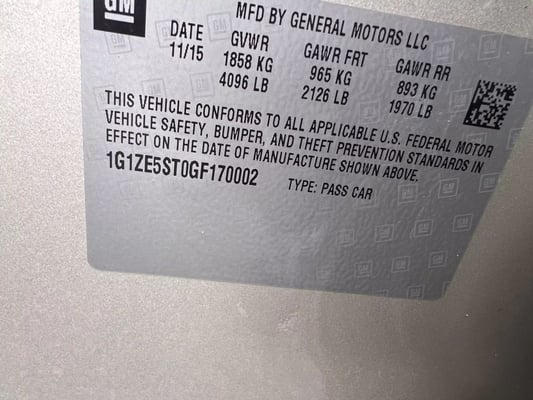 GM
MFD BY GENERAL MOTORS LLC
DATE GVWR GAWR FRT GAWR RR
11/15 1858 KG 965 KG 893 KG
4096 LB 2126 LB 1970 LB
THIS VEHICLE CONFORMS TO ALL APPLICABLE U.S. FEDERAL MOTOR
VEHICLE SAFETY, BUMPER, AND THEFT PREVENTION STANDARDS IN
EFFECT ON THE DATE OF MANUFACTURE SHOWN ABOVE.
1G1ZE5ST0GF170002 TYPE: PASS CAR